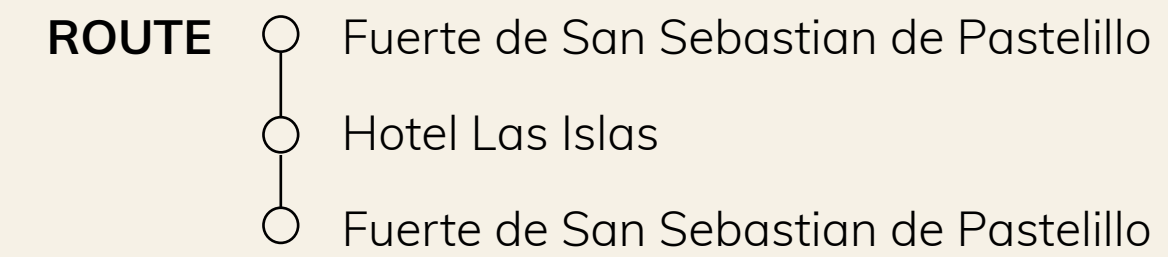 ROUTE Fuerte de San Sebastian de Pastelillo
Hotel Las Islas
Fuerte de San Sebastian de Pastelillo